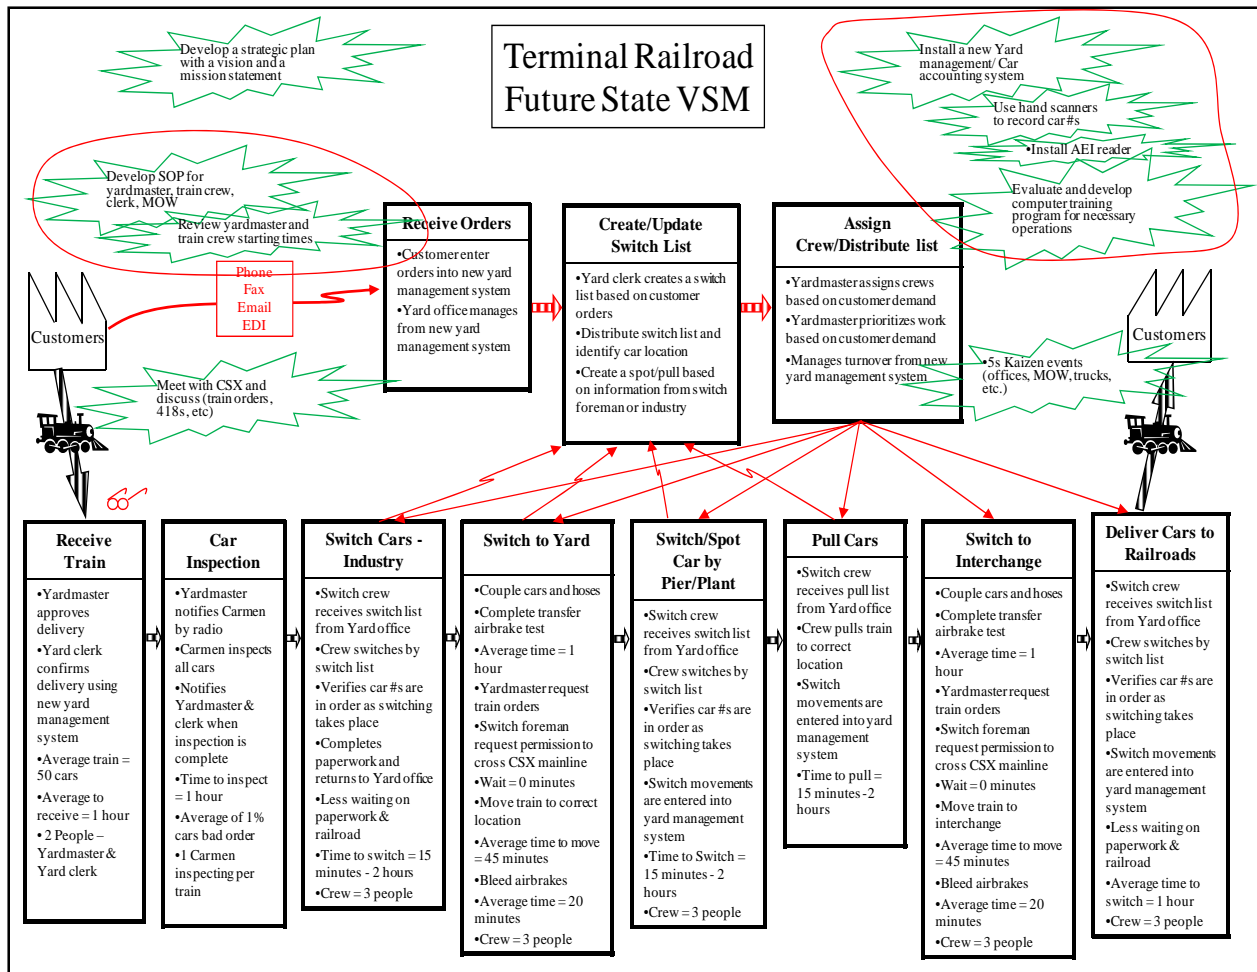 Terminal Railroad
Future State VSM
Develop a strategic plan
with a vision and a
mission statement
Install a new Yard
management/ Car
accounting system
Use hand scanners
to record car #s
•Install AEI reader
Evaluate and develop
computer training
program for necessary
operations
Develop SOP for
yardmaster, train crew,
clerk, MOW
Review yardmaster and
train crew starting times
Phone
Fax
Email
EDI
Customers
Meet with CSX and
discuss (train orders,
418s, etc)
Receive Orders
•Customer enter
orders into new yard
management system
•Yard office manages
from new yard
management system
Create/Update
Switch List
•Yard clerk creates a switch
list based on customer
orders
•Distribute switch list and
identify car location
•Create a spot/pull based
on information from switch
foreman or industry
Assign
Crew/Distribute list
•Yardmaster assigns crews
based on customer demand
•Yardmaster prioritizes work
based on customer demand
•Manages turnover from new
yard management system
Customers
•5s Kaizen events
(offices, MOW, trucks,
etc.)
Receive
Train
•Yardmaster
approves
delivery
•Yard clerk
confirms
delivery using
new yard
management
system
•Average train =
50 cars
•Average to
receive = 1 hour
• 2 People –
Yardmaster &
Yard clerk
Car
Inspection
•Yardmaster
notifies Carmen
by radio
•Carmen inspects
all cars
•Notifies
Yardmaster &
clerk when
inspection is
complete
•Time to inspect
= 1 hour
•Average of 1%
cars bad order
•1 Carmen
inspecting per
train
Switch Cars -
Industry
•Switch crew
receives switch list
from Yard office
•Crew switches by
switch list
•Verifies car #s are
in order as switching
takes place
•Completes
paperwork and
returns to Yard office
•Less waiting on
paperwork &
railroad
•Time to switch = 15
minutes - 2 hours
•Crew = 3 people
Switch to Yard
•Couple cars and hoses
•Complete transfer
airbrake test
•Average time = 1
hour
•Yardmaster request
train orders
•Switch foreman
request permission to
cross CSX mainline
•Wait = 0 minutes
•Move train to correct
location
•Average time to move
= 45 minutes
•Bleed airbrakes
•Average time = 20
minutes
•Crew = 3 people
Switch/Spot
Car by
Pier/Plant
•Switch crew
receives switch list
from Yard office
•Crew switches by
switch list
•Verifies car #s are
in order as switching
takes place
•Switch movements
are entered into yard
management
system
•Time to Switch =
15 minutes - 2
hours
•Crew = 3 people
Pull Cars
•Switch crew
receives pull list
from Yard office
•Crew pulls train
to correct
location
•Switch
movements are
entered into yard
management
system
•Time to pull =
15 minutes - 2
hours
Switch to
Interchange
•Couple cars and hoses
•Complete transfer
airbrake test
•Average time = 1
hour
•Yardmaster request
train orders
•Switch foreman
request permission to
cross CSX mainline
•Wait = 0 minutes
•Move train to
interchange
•Average time to move
= 45 minutes
•Bleed airbrakes
•Average time = 20
minutes
•Crew = 3 people
Deliver Cars to
Railroads
•Switch crew
receives switch list
from Yard office
•Crew switches by
switch list
•Verifies car #s are
in order as
switching takes
place
•Switch movements
are entered into
yard management
system
•Less waiting on
paperwork &
railroad
•Average time to
switch = 1 hour
•Crew = 3 people